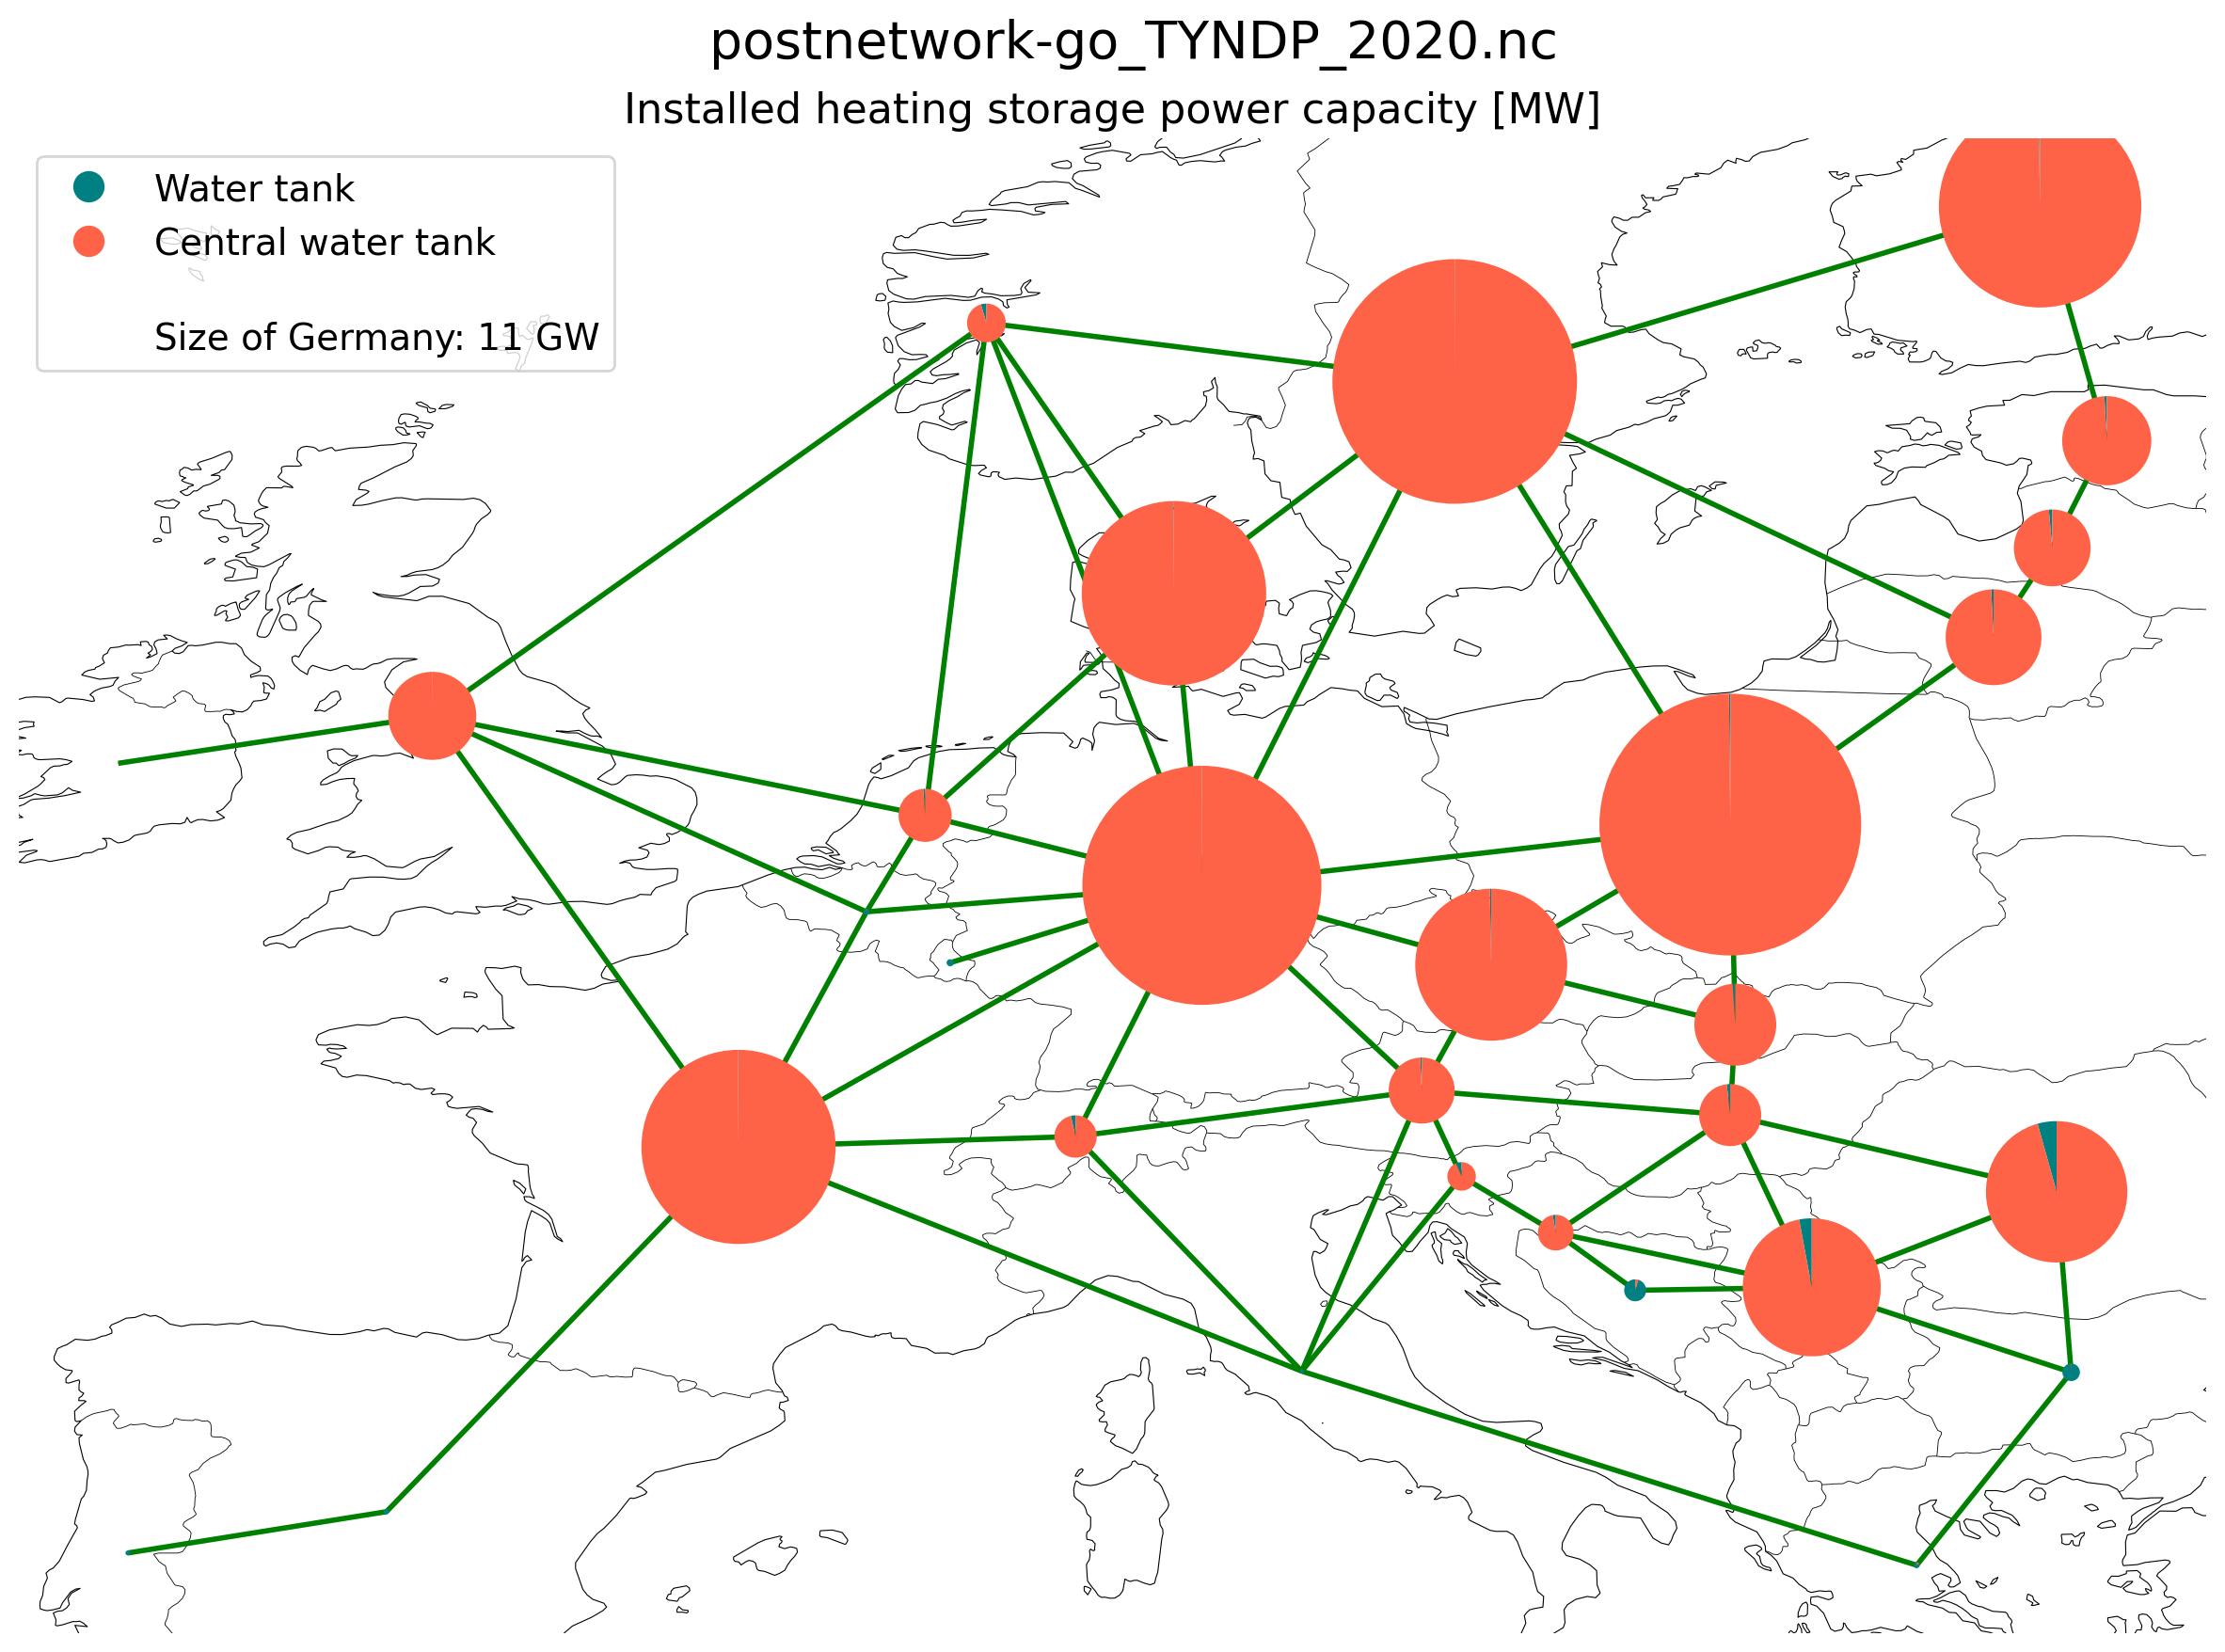 postnetwork-go_TYNDP_2020.nc
Installed heating storage power capacity [MW]
Water tank
Central water tank
Size of Germany: 11 GW